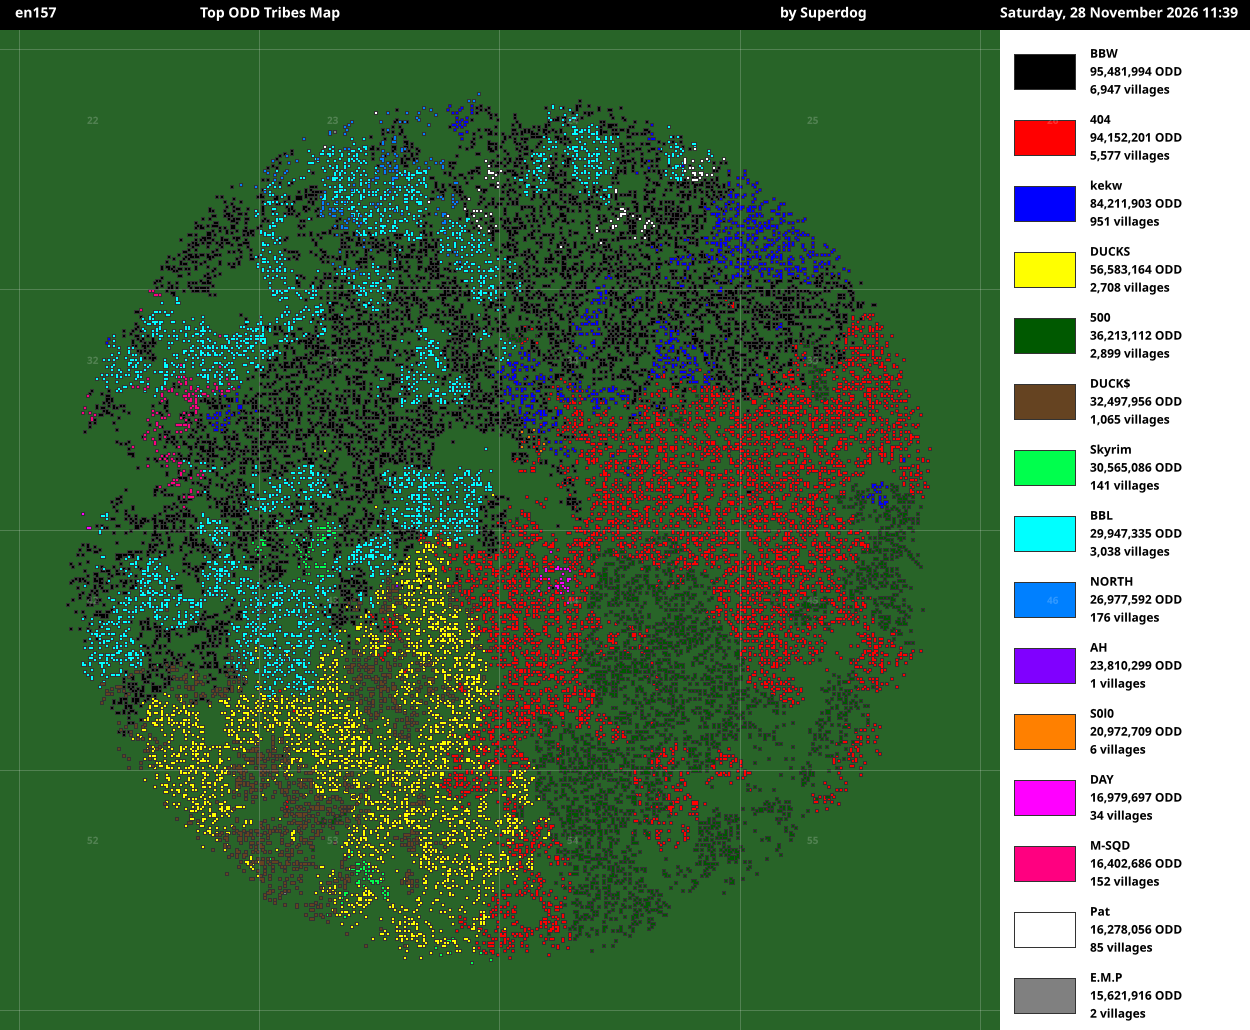 en157
Top ODD Tribes Map
by Superdog
Saturday, 28 November 2026 11:39
22
23
25
32
52
55
46
BBW
95,481,994 ODD
6,947 villages
404
94,152,201 ODD
5,577 villages
kekw
84,211,903 ODD
951 villages
DUCKS
56,583,164 ODD
2,708 villages
500
36,213,112 ODD
2,899 villages
DUCK$
32,497,956 ODD
1,065 villages
Skyrim
30,565,086 ODD
141 villages
BBL
29,947,335 ODD
3,038 villages
NORTH
26,977,592 ODD
176 villages
AH
23,810,299 ODD
1 villages
S0l0
20,972,709 ODD
6 villages
DAY
16,979,697 ODD
34 villages
M-SQD
16,402,686 ODD
152 villages
Pat
16,278,056 ODD
85 villages
E.M.P
15,621,916 ODD
2 villages